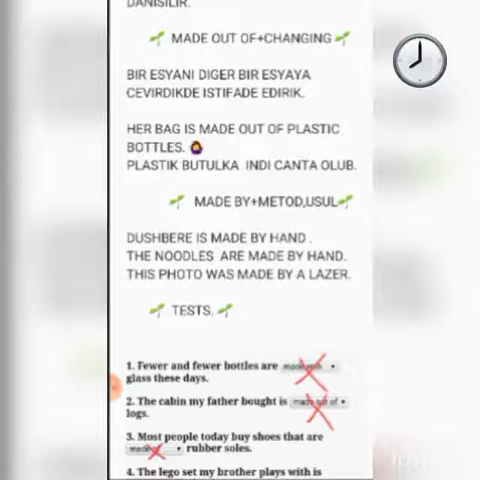 DANISILIR.
MADE OUT OF+CHANGING
BIR ESYANI DIGER BIR ESYAYA
CEVIRDIKDE ISTIFADE EDIRIK.
HER BAG IS MADE OUT OF PLASTIC
BOTTLES.
PLASTIK BUTULKA INDI CANTA OLUB.
MADE BY+METOD,USUL
DUSHBERE IS MADE BY HAND .
THE NOODLES ARE MADE BY HAND.
THIS PHOTO WAS MADE BY A LAZER.
TESTS.
1. Fewer and fewer bottles are
glass these days.
2. The cabin my father bought is made out of
logs.
3. Most people today buy shoes that are
rubber soles.
4. The lego set my brother plays with is